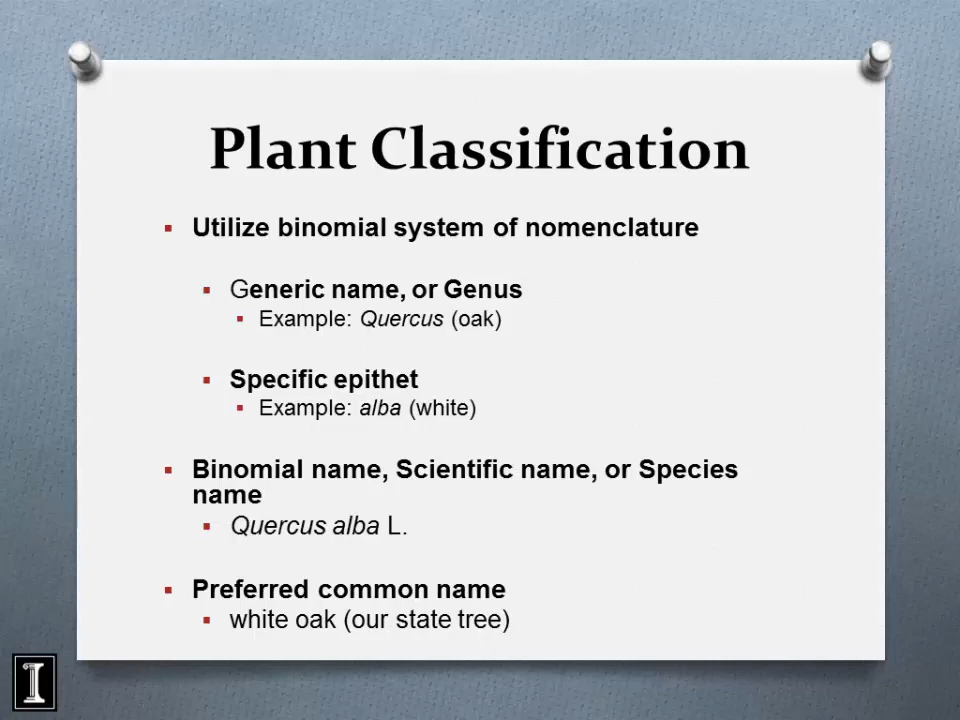 Plant Classification
Utilize binomial system of nomenclature
Generic name, or Genus
Example: Quercus (oak)
Specific epithet
Example: alba (white)
Binomial name, Scientific name, or Species
name
Quercus alba L.
Preferred common name
white oak (our state tree)
I